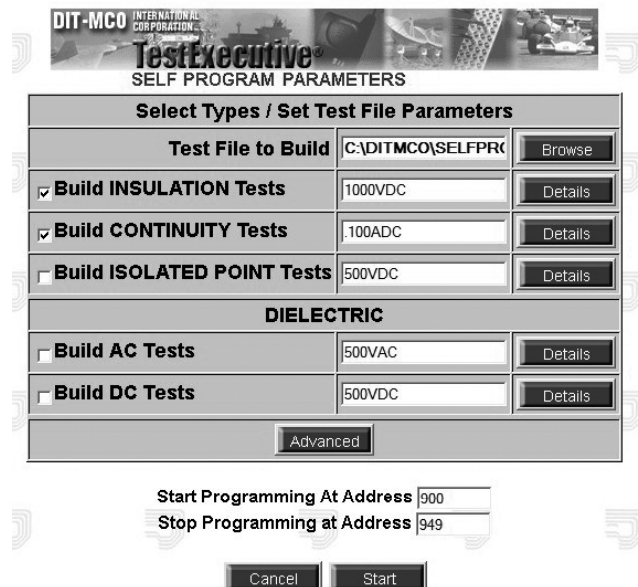 DIT-MCO INTERNATIONAL CORPORATION
TestExecutive®
SELF PROGRAM PARAMETERS
Select Types / Set Test File Parameters
Test File to Build C:\DITMCO\SELFPR( Browse
Build INSULATION Tests 1000VDC Details
Build CONTINUITY Tests .100ADC Details
Build ISOLATED POINT Tests 500VDC Details
DIELECTRIC
Build AC Tests 500VAC Details
Build DC Tests 500VDC Details
Advanced
Start Programming At Address 900
Stop Programming at Address 949
Cancel Start